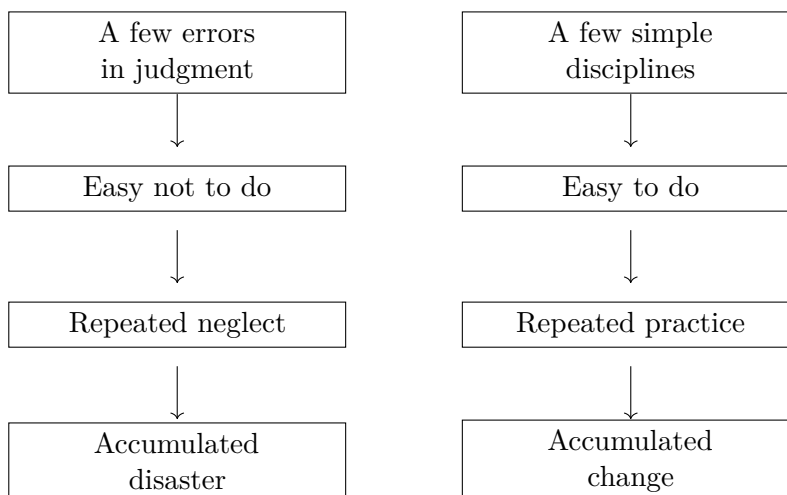 A few errors
in judgment
Easy not to do
Repeated neglect
Accumulated
disaster
A few simple
disciplines
Easy to do
Repeated practice
Accumulated
change